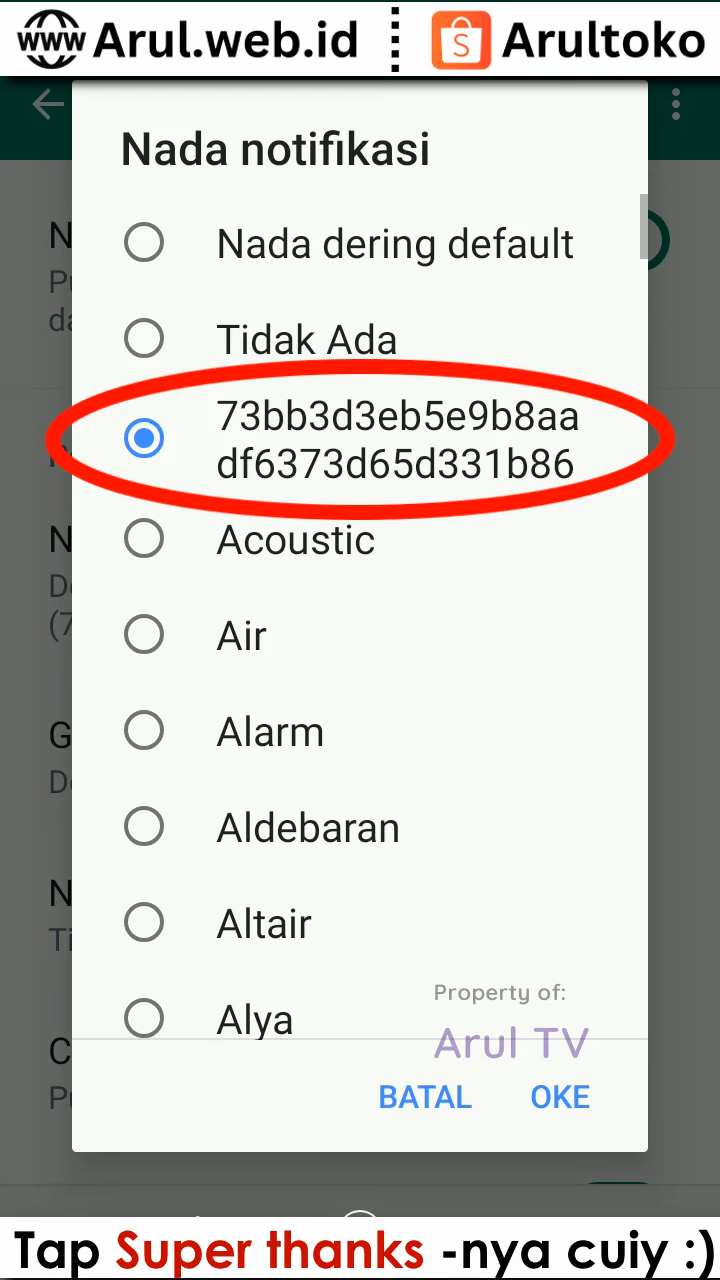 www Arul.web.id S Arultoko
Nada notifikasi
Nada dering default
Tidak Ada
73bb3d3eb5e9b8aa
df6373d65d331b86
Acoustic
Air
Alarm
Aldebaran
Altair
Alya
Property of:
Arul TV
BATAL OKE
Tap Super thanks -nya cuiy :)